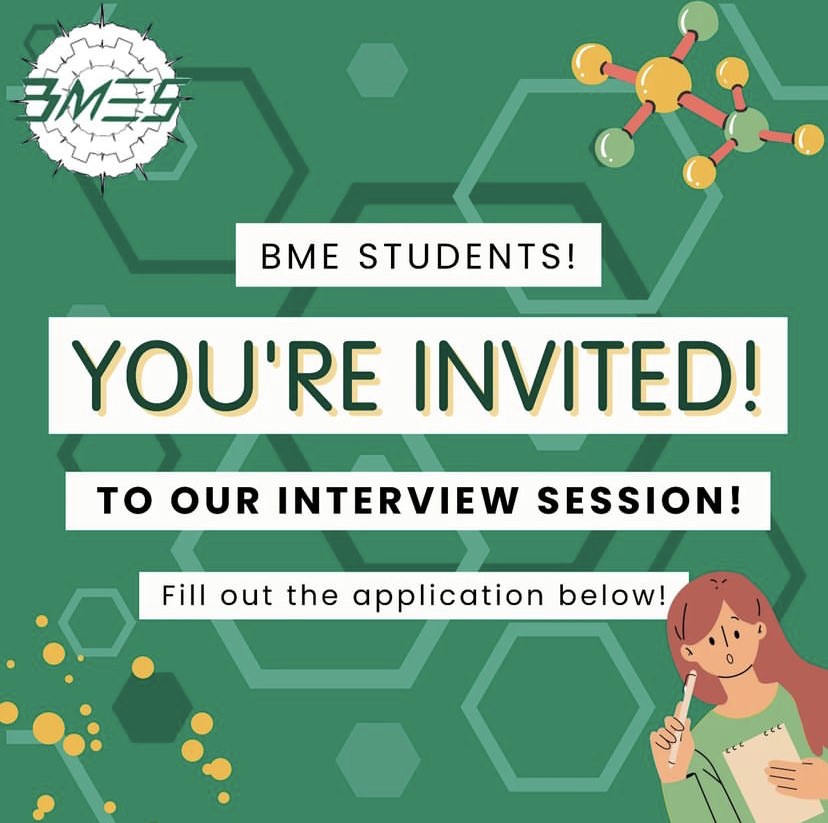 BMES
BME STUDENTS!
YOU'RE INVITED!
TO OUR INTERVIEW SESSION!
Fill out the application below!